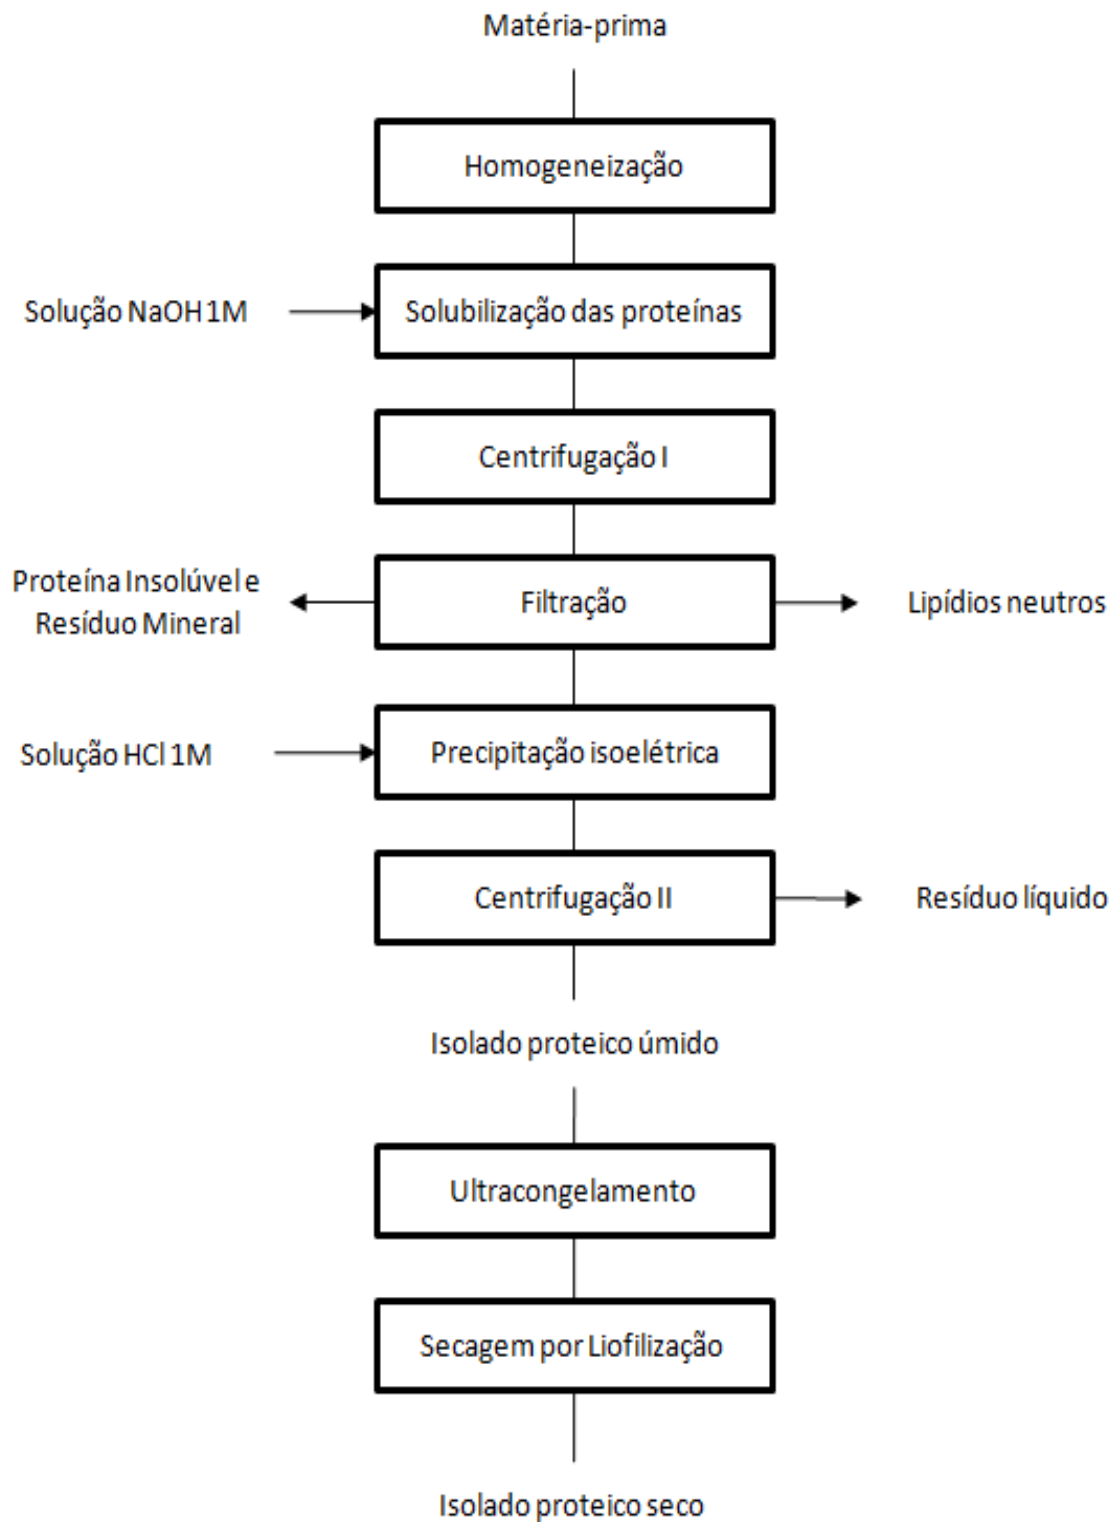 Matéria-prima
Homogeneização
Solução NaOH 1M
Solubilização das proteínas
Centrifugação I
Proteína Insolúvel e
Resíduo Mineral
Filtração
Lipídios neutros
Solução HCl 1M
Precipitação isoelétrica
Centrifugação II
Resíduo líquido
Isolado proteico úmido
Ultracongelamento
Secagem por Liofilização
Isolado proteico seco